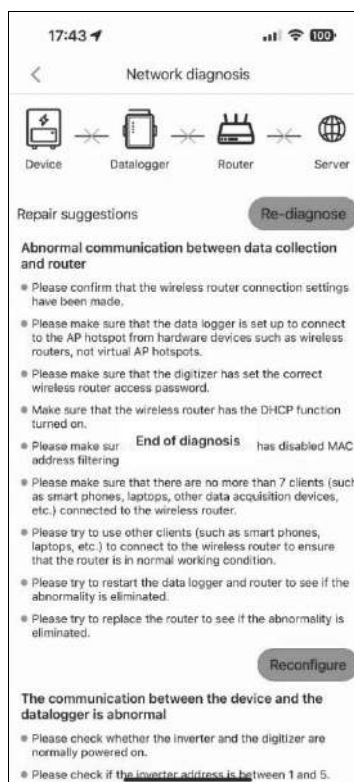 17:43
100
Network diagnosis
Device Datalogger Router Server
Repair suggestions Re-diagnose
Abnormal communication between data collection
and router
Please confirm that the wireless router connection settings
have been made.
Please make sure that the data logger is set up to connect
to the AP hotspot from hardware devices such as wireless
routers, not virtual AP hotspots.
Please make sure that the digitizer has set the correct
wireless router access password.
Make sure that the wireless router has the DHCP function
turned on.
Please make sur End of diagnosis has disabled MAC
address filtering
Please make sure that there are no more than 7 clients (such
as smart phones, laptops, other data acquisition devices,
etc.) connected to the wireless router.
Please try to use other clients (such as smart phones,
laptops, etc.) to connect to the wireless router to ensure
that the router is in normal working condition.
Please try to restart the data logger and router to see if the
abnormality is eliminated.
Please try to replace the router to see if the abnormality is
eliminated.
Reconfigure
The communication between the device and the
datalogger is abnormal
Please check whether the inverter and the digitizer are
normally powered on.
Please check if the inverter address is between 1 and 5.